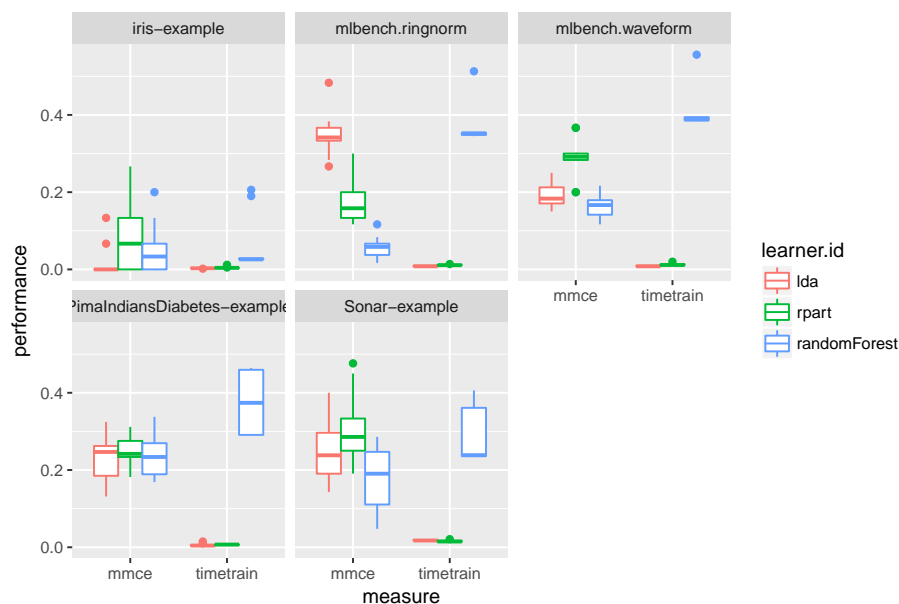 iris−example
mlbench.ringnorm
mlbench.waveform
0.4
0.2
0.0
performance
mmce
timetrain
PimaIndiansDiabetes−example
Sonar−example
0.4
0.2
0.0
mmce
timetrain
mmce
timetrain
measure
learner.id
lda
rpart
randomForest